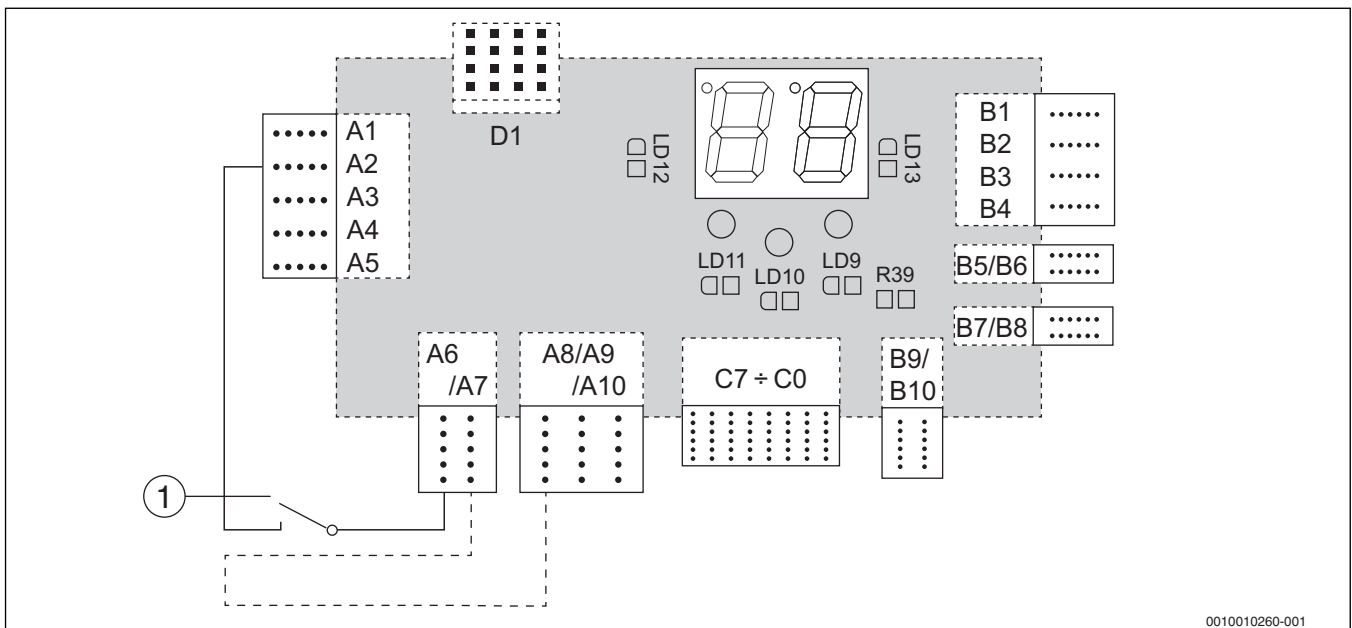 D1
LD12
LD13
A1
A2
A3
A4
A5
B1
B2
B3
B4
B5/B6
B7/B8
LD11
LD10
LD9
R39
A6
/A7
A8/A9
/A10
C7 ÷ C0
B9/
B10
1
0010010260-001